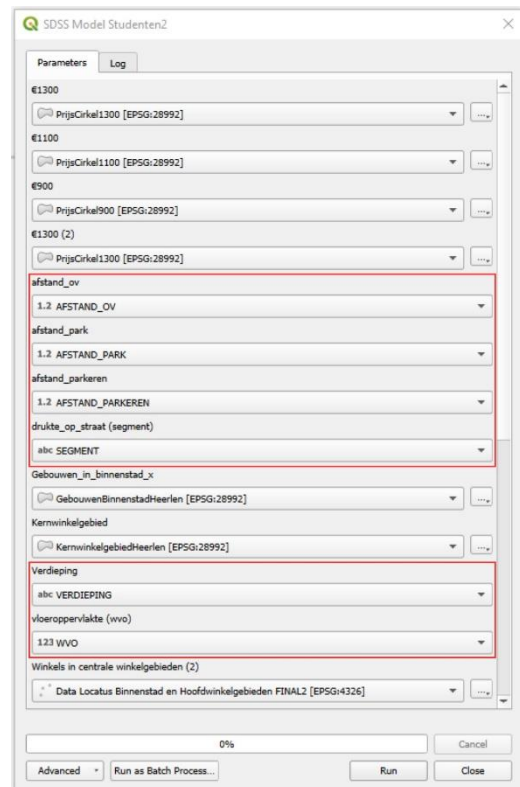 SDSS Model Studenten2
Parameters Log
€1300
PrijsCirkel1300 [EPSG:28992]
€1100
PrijsCirkel1100 [EPSG:28992]
€900
PrijsCirkel900 [EPSG:28992]
€1300 (2)
PrijsCirkel1300 [EPSG:28992]
afstand_ov
1.2 AFSTAND_OV
afstand_park
1.2 AFSTAND_PARK
afstand_parkeren
1.2 AFSTAND_PARKEREN
drukte_op_straat (segment)
abc SEGMENT
Gebouwen_in_binnenstad_x
GebouwenBinnenstadHeerlen [EPSG:28992]
Kernwinkelgebied
KernwinkelgebiedHeerlen [EPSG:28992]
Verdieping
abc VERDIEPING
vloeroppervlakte (wvo)
123 WVO
Winkels in centrale winkelgebieden (2)
Data Locatus Binnenstad en Hoofdwinkelgebieden FINAL2 [EPSG:4326]
0% Cancel
Advanced Run as Batch Process... Run Close